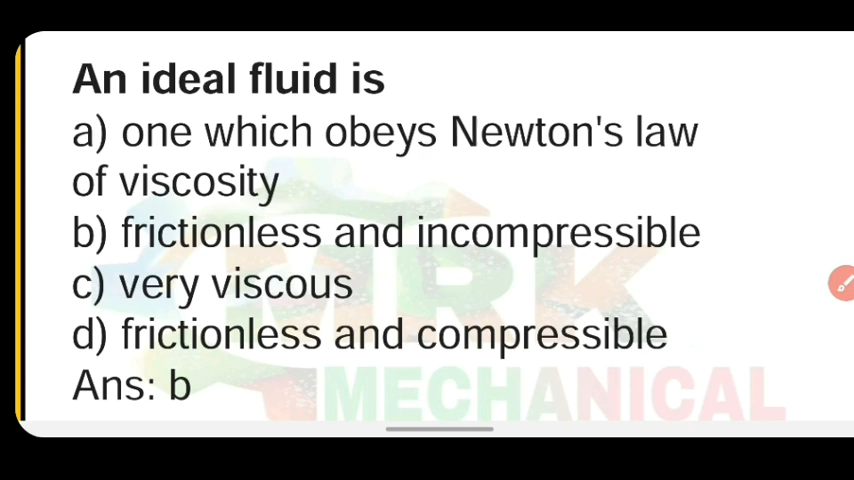 An ideal fluid is
a) one which obeys Newton's law
of viscosity
b) frictionless and incompressible
c) very viscous
d) frictionless and compressible
Ans: b
MRK
MECHANICAL